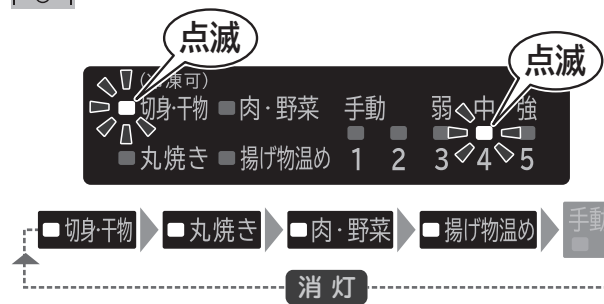 点滅
点滅
(冷凍可)
切身・干物 肉・野菜 手動 弱 中 強
丸焼き 揚げ物温め 1 2 3 4 5
切身・干物 丸焼き 肉・野菜 揚げ物温め 手動
消灯